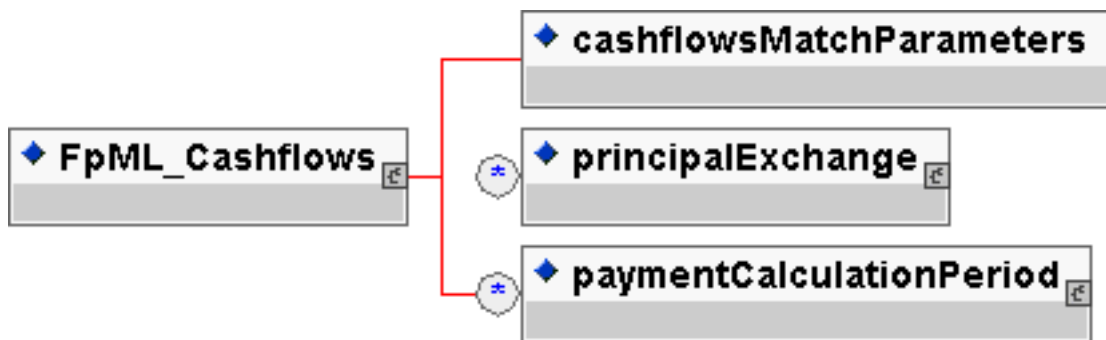 cashflowsMatchParameters
FpML_Cashflows
*
principalExchange
*
paymentCalculationPeriod